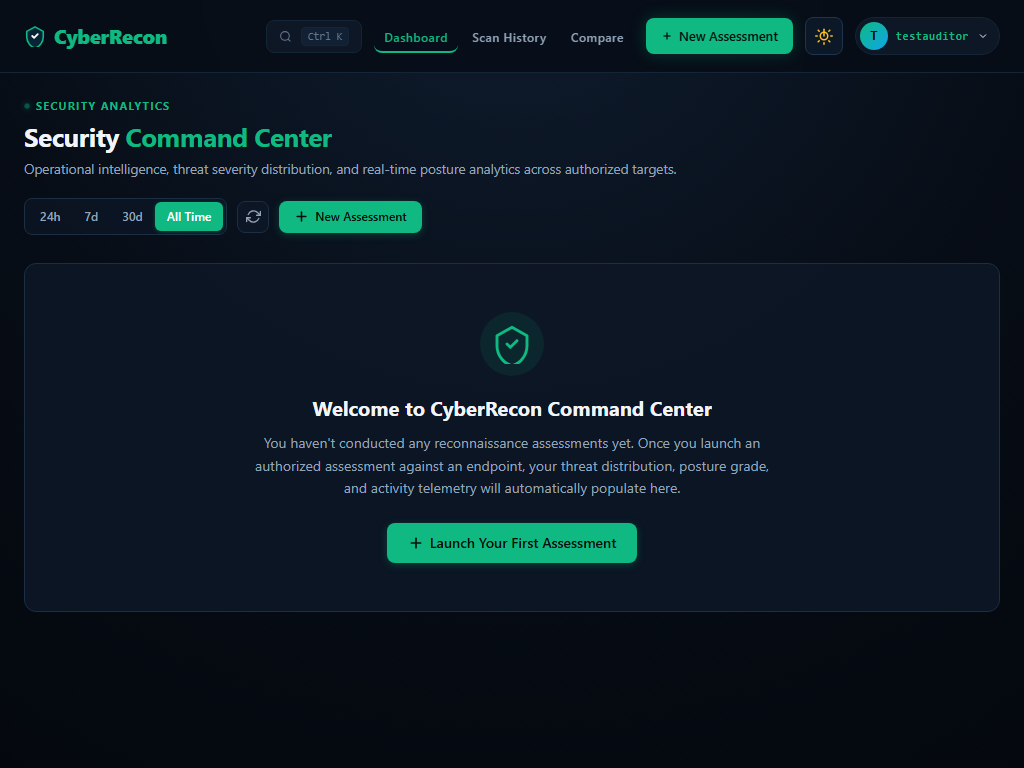 CyberRecon
Ctrl K
Dashboard
Scan History
Compare
+ New Assessment
T
testauditor
SECURITY ANALYTICS
Security Command Center
Operational intelligence, threat severity distribution, and real-time posture analytics across authorized targets.
24h
7d
30d
All Time
+ New Assessment
Welcome to CyberRecon Command Center
You haven't conducted any reconnaissance assessments yet. Once you launch an
authorized assessment against an endpoint, your threat distribution, posture grade,
and activity telemetry will automatically populate here.
+ Launch Your First Assessment